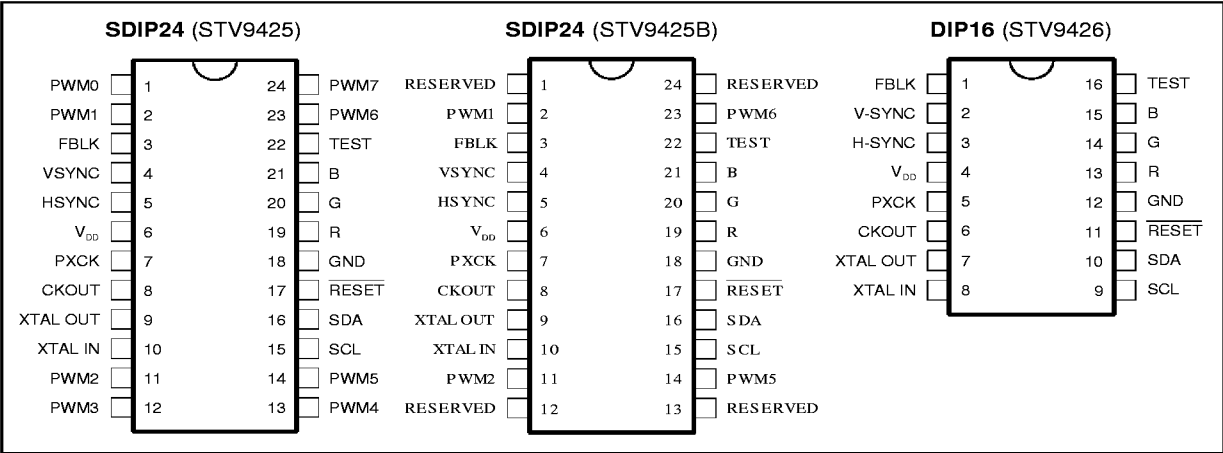 SDIP24 (STV9425)
PWM0 1 24 PWM7
PWM1 2 23 PWM6
FBLK 3 22 TEST
VSYNC 4 21 B
HSYNC 5 20 G
VDD 6 19 R
PXCK 7 18 GND
CKOUT 8 17 RESET
XTAL OUT 9 16 SDA
XTAL IN 10 15 SCL
PWM2 11 14 PWM5
PWM3 12 13 PWM4
SDIP24 (STV9425B)
RESERVED 1 24 RESERVED
PWM1 2 23 PWM6
FBLK 3 22 TEST
VSYNC 4 21 B
HSYNC 5 20 G
VDD 6 19 R
PXCK 7 18 GND
CKOUT 8 17 RESET
XTAL OUT 9 16 SDA
XTAL IN 10 15 SCL
PWM2 11 14 PWM5
RESERVED 12 13 RESERVED
DIP16 (STV9426)
FBLK 1 16 TEST
V-SYNC 2 15 B
H-SYNC 3 14 G
VDD 4 13 R
PXCK 5 12 GND
CKOUT 6 11 RESET
XTAL OUT 7 10 SDA
XTAL IN 8 9 SCL